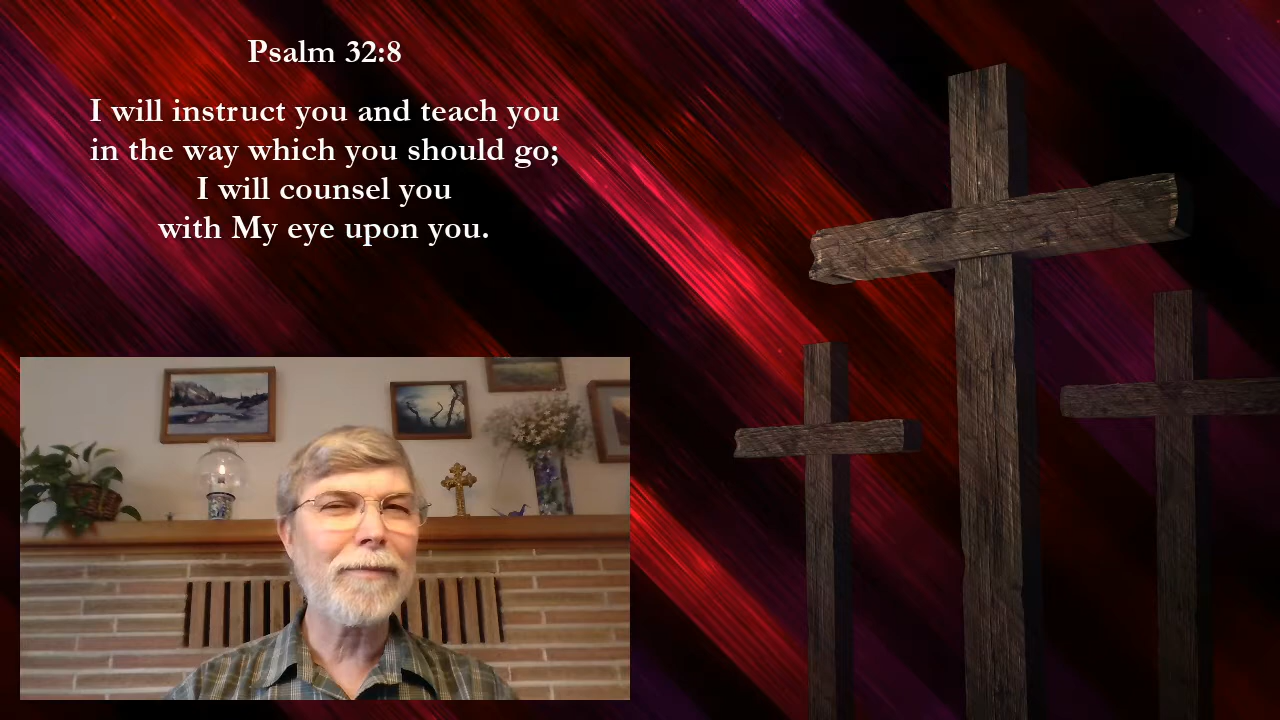 Psalm 32:8
I will instruct you and teach you
in the way which you should go;
I will counsel you
with My eye upon you.